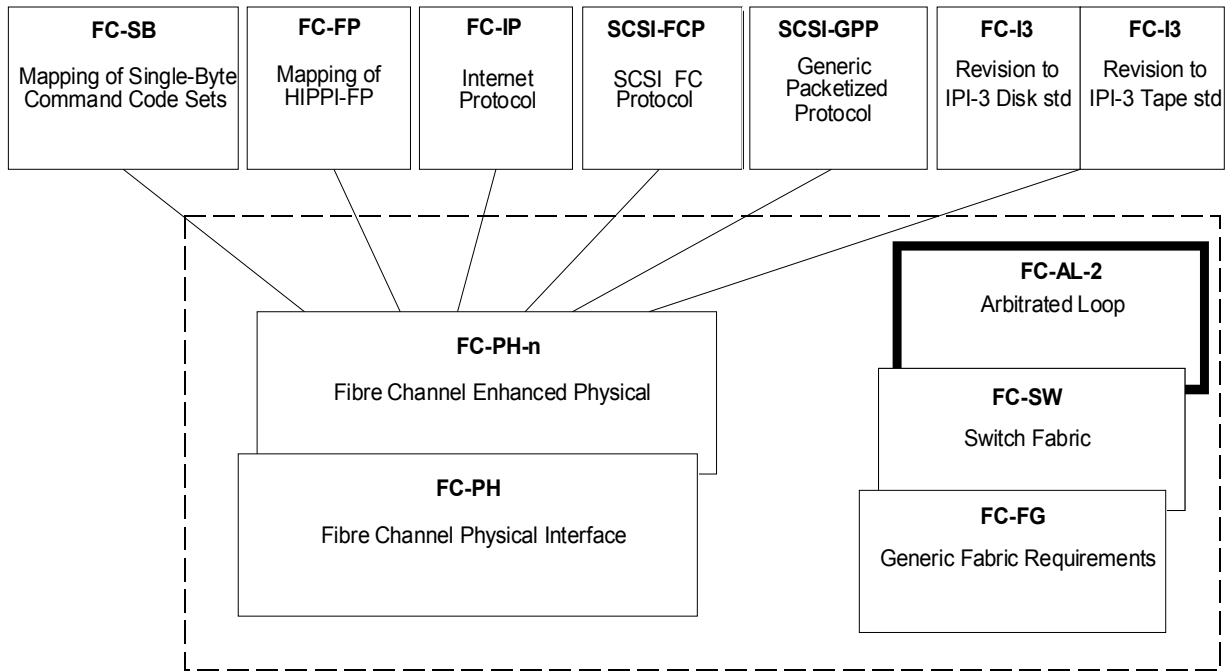 FC-SB
Mapping of Single-Byte
Command Code Sets
FC-FP
Mapping of
HIPPI-FP
FC-IP
Internet
Protocol
SCSI-FCP
SCSI FC
Protocol
SCSI-GPP
Generic
Packetized
Protocol
FC-I3
Revision to
IPI-3 Disk std
FC-I3
Revision to
IPI-3 Tape std
FC-PH-n
Fibre Channel Enhanced Physical
FC-PH
Fibre Channel Physical Interface
FC-AL-2
Arbitrated Loop
FC-SW
Switch Fabric
FC-FG
Generic Fabric Requirements